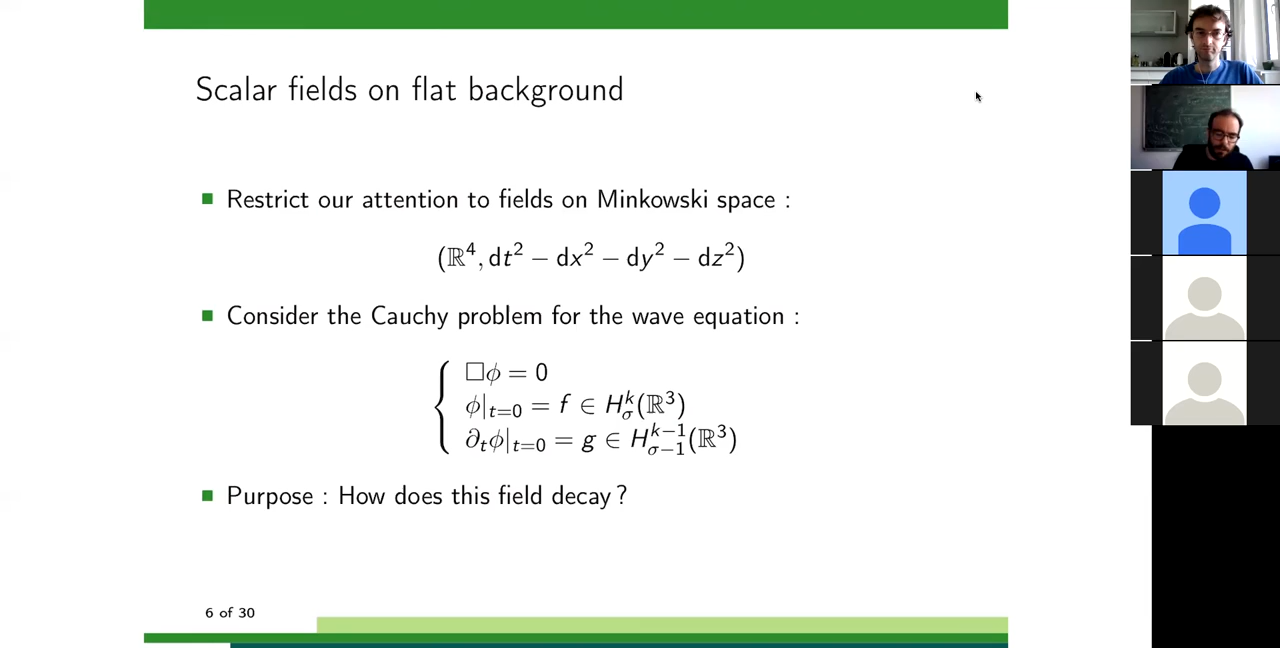 Scalar fields on flat background
Restrict our attention to fields on Minkowski space :
(ℝ⁴, dt² − dx² − dy² − dz²)
Consider the Cauchy problem for the wave equation :
□ϕ = 0
ϕ|ₜ₌₀ = f ∈ H^k_σ(ℝ³)
∂ₜϕ|ₜ₌₀ = g ∈ H^{k−1}_{σ−1}(ℝ³)
Purpose : How does this field decay ?
6 of 30